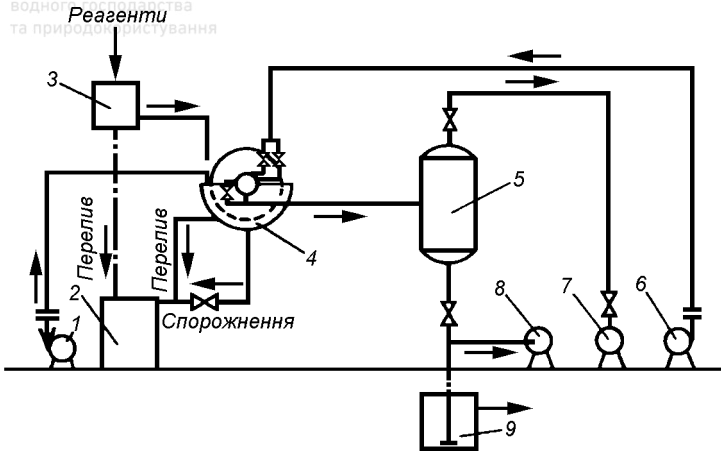 водного господарства
та природокористування
Реагенти
3
5
4
Перелив
Перелив
2
1
Спорожнення
8
7
6
9